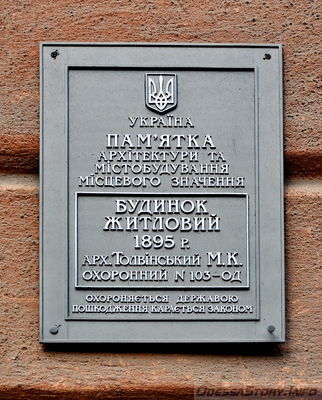 УКРАЇНА
ПАМ'ЯТКА
АРХІТЕКТУРИ ТА
МІСТОБУДУВАННЯ
МІСЦЕВОГО ЗНАЧЕННЯ
БУДИНОК
ЖИТЛОВИЙ
1895 Р.
АРХ. ТОЛВІНСЬКИЙ М.К.
ОХОРОННИЙ N 103-ОД
ОХОРОНЯЄТЬСЯ ДЕРЖАВОЮ
ПОШКОДЖЕННЯ КАРАЄТЬСЯ ЗАКОНОМ
OdessaStory.Info